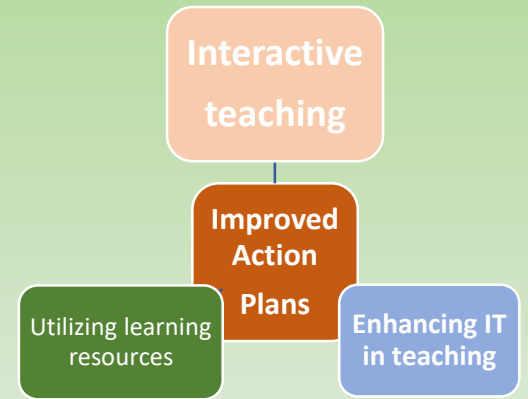 Interactive
teaching
Improved
Action
Plans
Utilizing learning
resources
Enhancing IT
in teaching